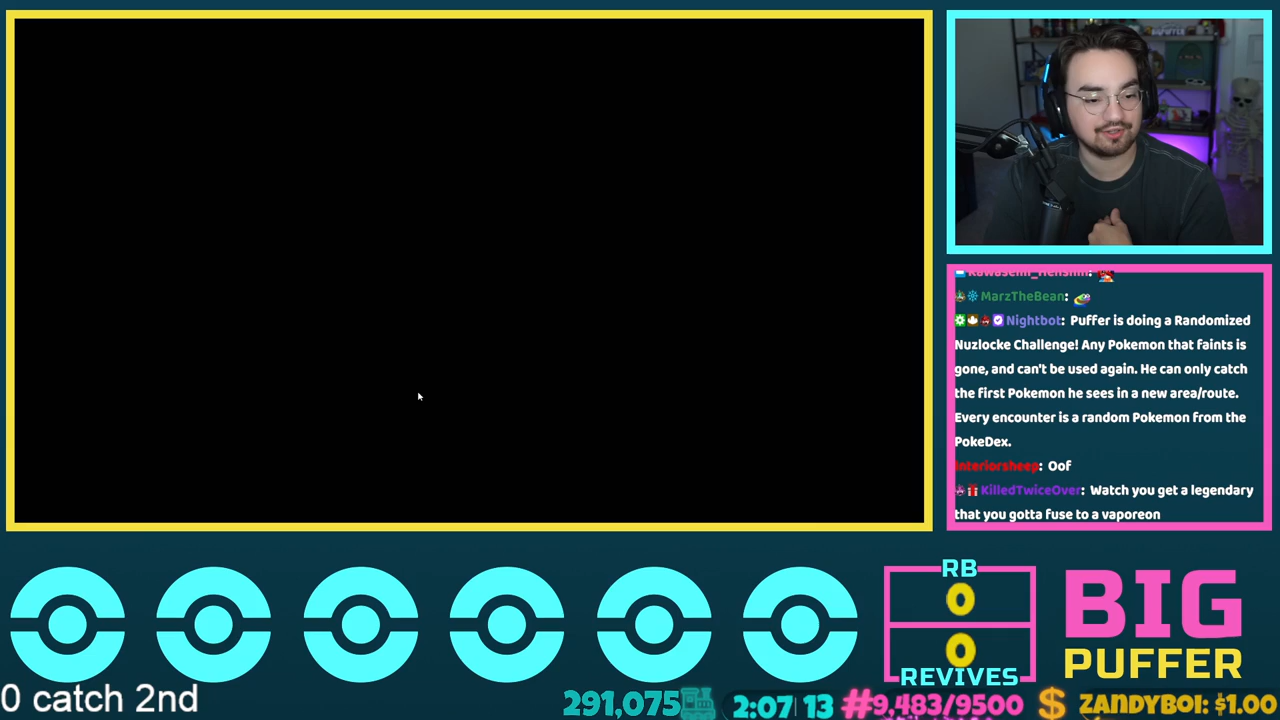 Kawasemi_Henshin:
MarzTheBean:
Nightbot: Puffer is doing a Randomized
Nuzlocke Challenge! Any Pokemon that faints is
gone, and can't be used again. He can only catch
the first Pokemon he sees in a new area/route.
Every encounter is a random Pokemon from the
PokeDex.
Interiorsheep: Oof
KilledTwiceOver: Watch you get a legendary
that you gotta fuse to a vaporeon
RB
0
0
REVIVES
BIG
PUFFER
0 catch 2nd
291,075
2:07 13
#9,483/9500
$ ZANDYBOI: $1.00